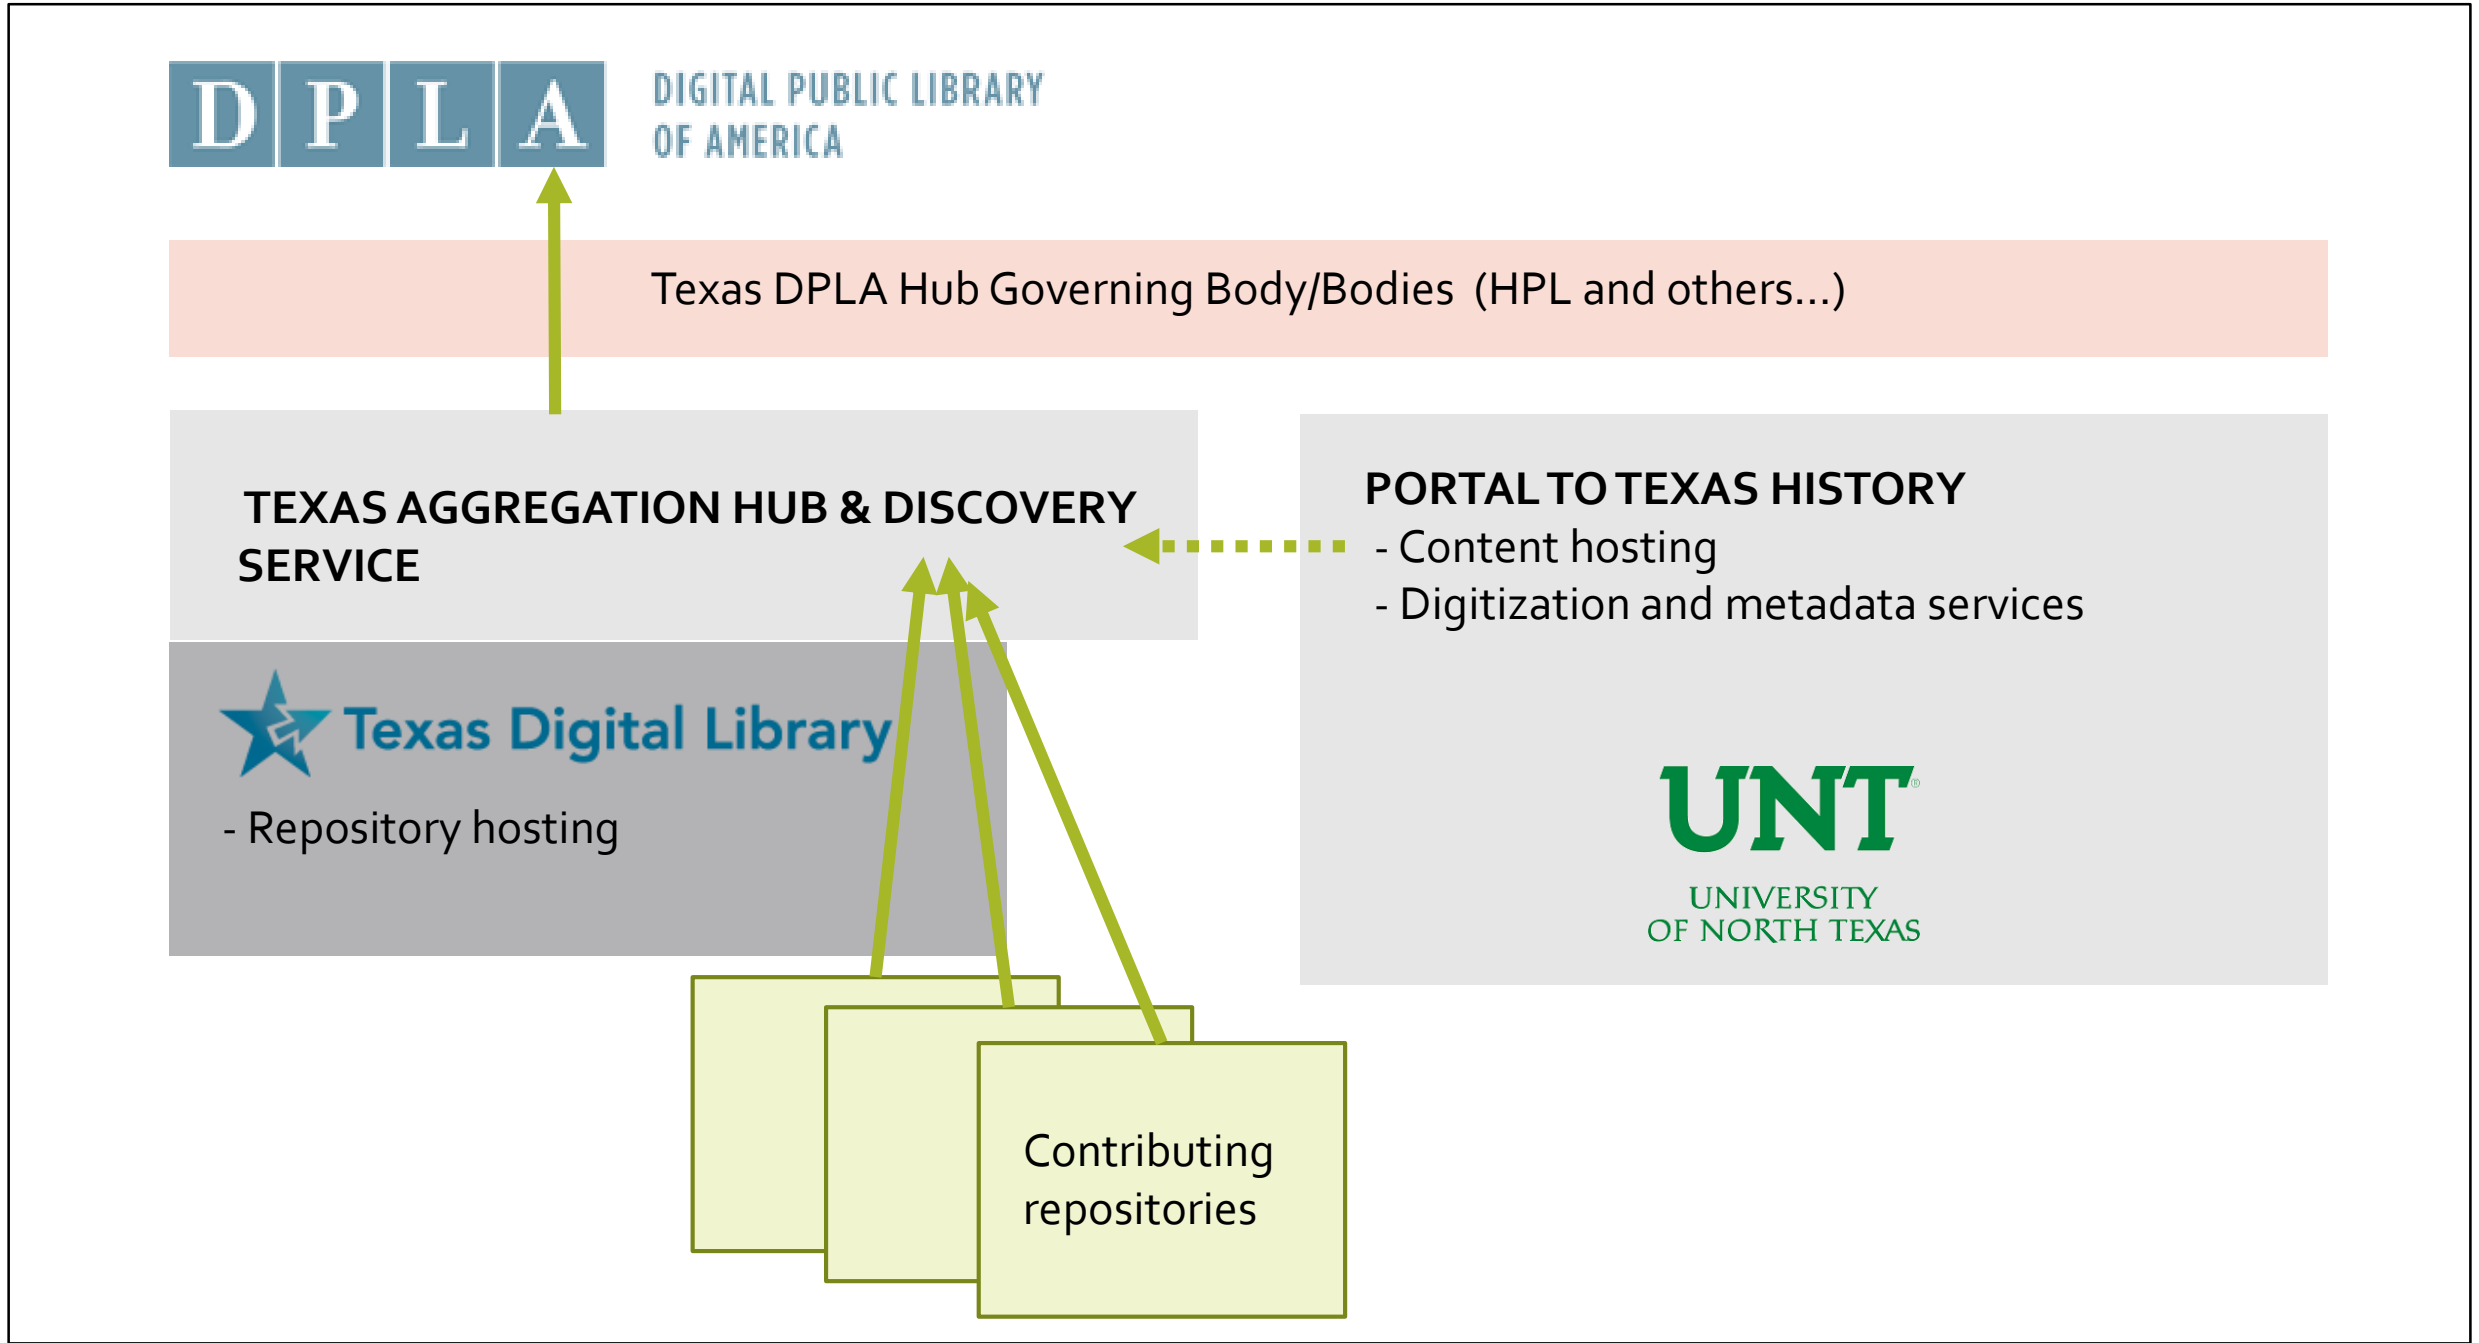 DPLA
DIGITAL PUBLIC LIBRARY
OF AMERICA
Texas DPLA Hub Governing Body/Bodies (HPL and others...)
TEXAS AGGREGATION HUB & DISCOVERY
SERVICE
PORTAL TO TEXAS HISTORY
- Content hosting
- Digitization and metadata services
Texas Digital Library
- Repository hosting
UNT®
UNIVERSITY
OF NORTH TEXAS
Contributing
repositories